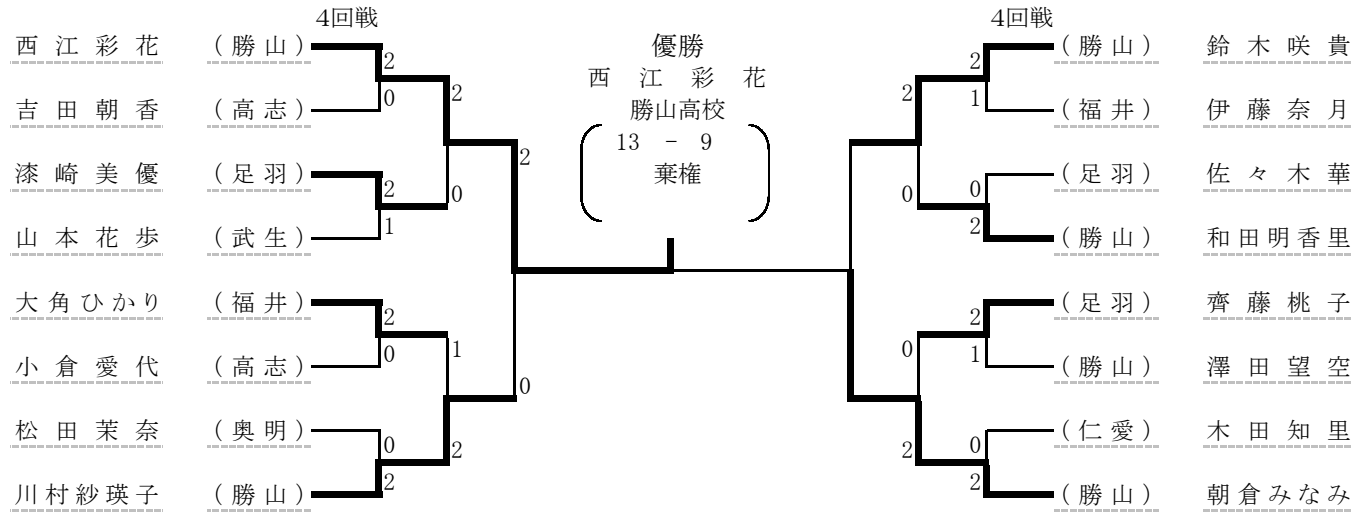 4回戦
西江彩花 (勝山)
2
0
吉田朝香 (高志)
2
漆崎美優 (足羽)
2
1
山本花歩 (武生)
0
2
大角ひかり (福井)
2
0
小倉愛代 (高志)
1
松田茉奈 (奥明)
0
2
川村紗瑛子 (勝山)
2
0
優勝
西江彩花
勝山高校
13 - 9
棄権
4回戦
(勝山) 鈴木咲貴
2
1
(福井) 伊藤奈月
2
(足羽) 佐々木華
0
2
(勝山) 和田明香里
0
(足羽) 齊藤桃子
2
1
(勝山) 澤田望空
0
(仁愛) 木田知里
0
2
(勝山) 朝倉みなみ
2